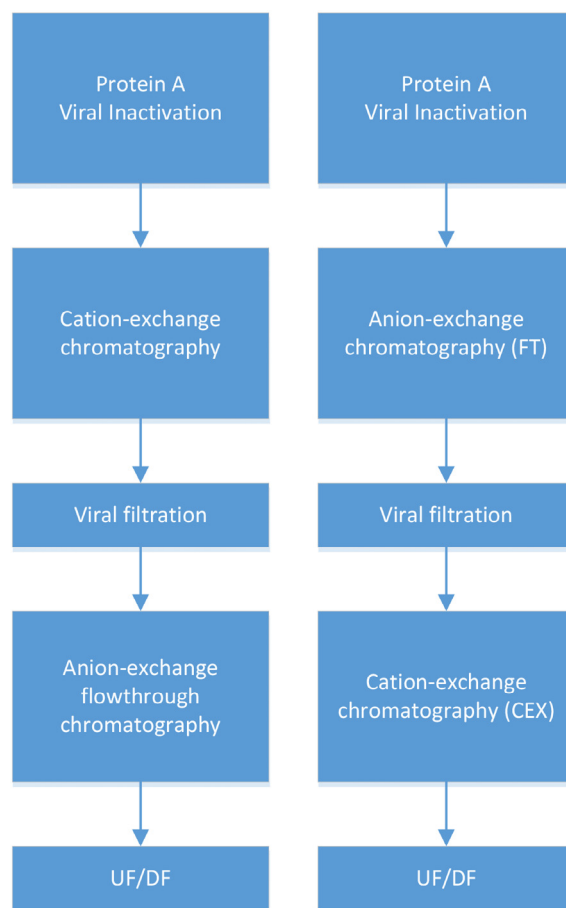 Protein A
Viral Inactivation
Cation-exchange
chromatography
Viral filtration
Anion-exchange
flowthrough
chromatography
UF/DF
Protein A
Viral Inactivation
Anion-exchange
chromatography (FT)
Viral filtration
Cation-exchange
chromatography (CEX)
UF/DF